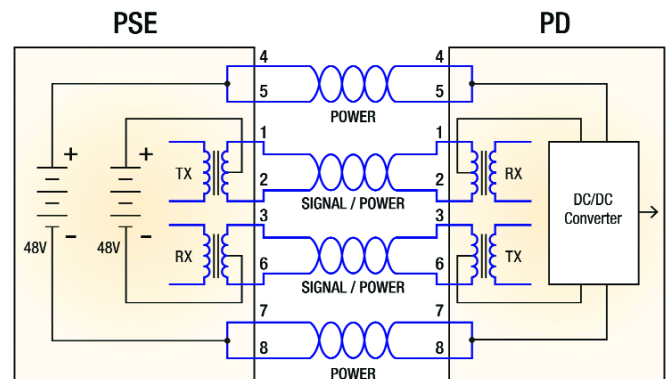 PSE PD
4 4
5 5
POWER
1 1
+ +
TX RX
2 2
SIGNAL / POWER
DC/DC
Converter
3 3
48V − 48V −
RX TX
6 6
SIGNAL / POWER
7 7
8 8
POWER